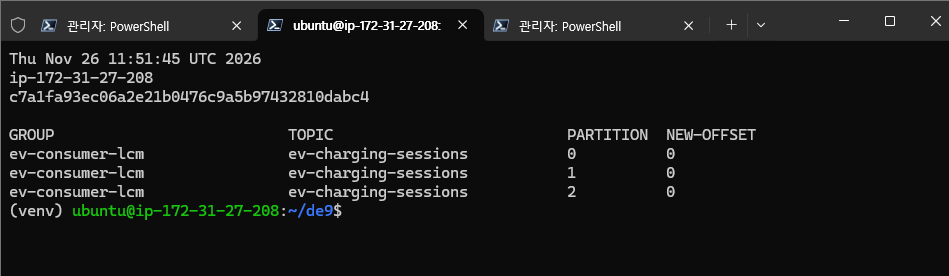 관리자: PowerShell
ubuntu@ip-172-31-27-208:
관리자: PowerShell
Thu Nov 26 11:51:45 UTC 2026
ip-172-31-27-208
c7a1fa93ec06a2e21b0476c9a5b97432810dabc4
GROUP TOPIC PARTITION NEW-OFFSET
ev-consumer-lcm ev-charging-sessions 0 0
ev-consumer-lcm ev-charging-sessions 1 0
ev-consumer-lcm ev-charging-sessions 2 0
(venv) ubuntu@ip-172-31-27-208:~/de9$